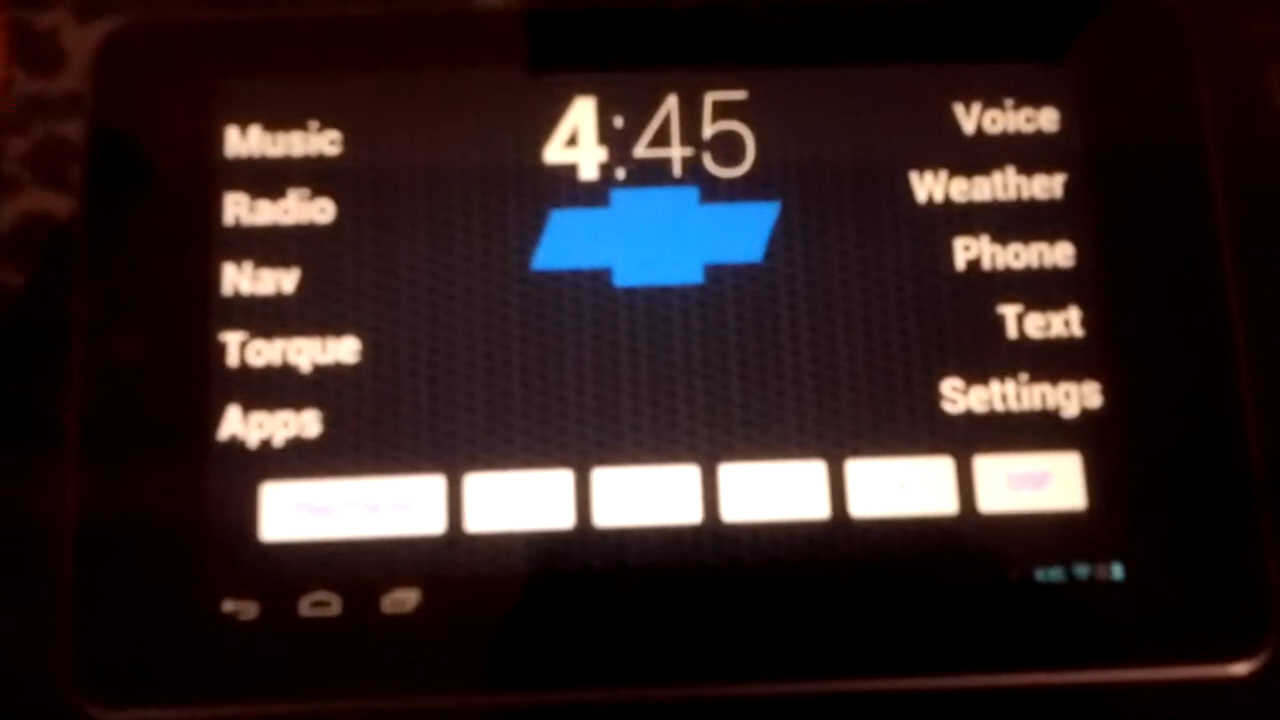 4:45
Music
Radio
Nav
Torque
Apps
Voice
Weather
Phone
Text
Settings